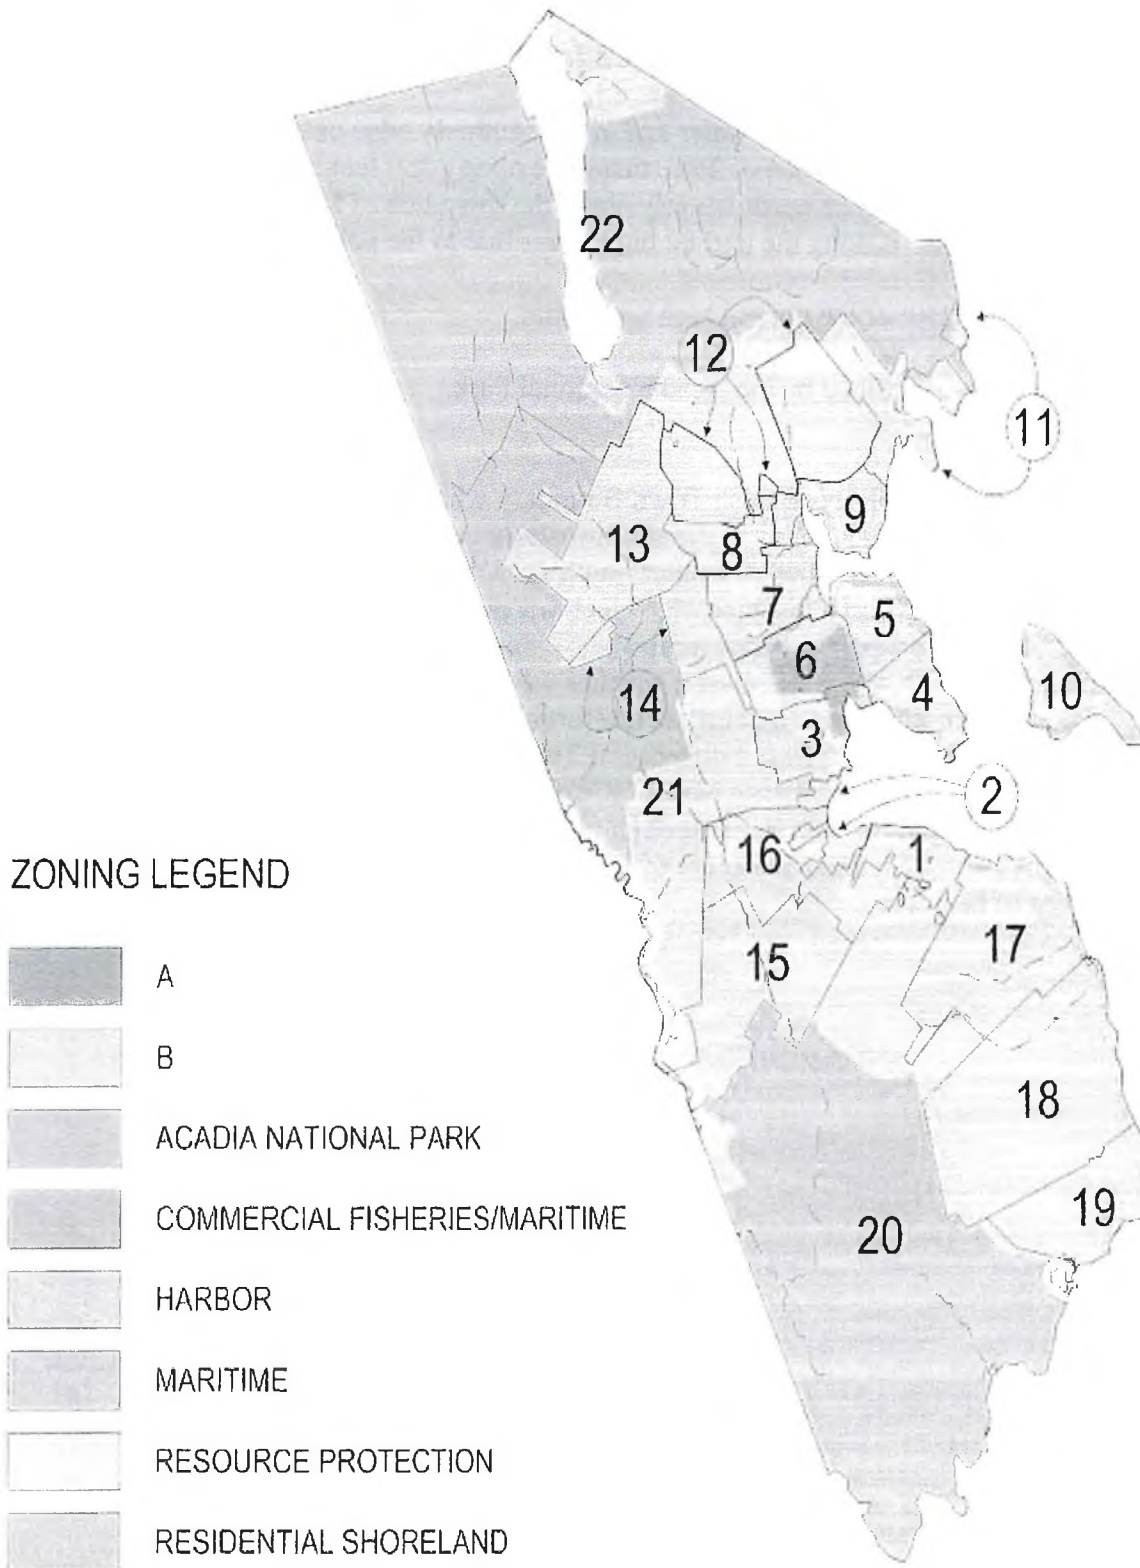 22
12
11
13
8
9
7
5
6
14
4
10
3
21
2
16
1
15
17
18
19
20
ZONING LEGEND
A
B
ACADIA NATIONAL PARK
COMMERCIAL FISHERIES/MARITIME
HARBOR
MARITIME
RESOURCE PROTECTION
RESIDENTIAL SHORELAND